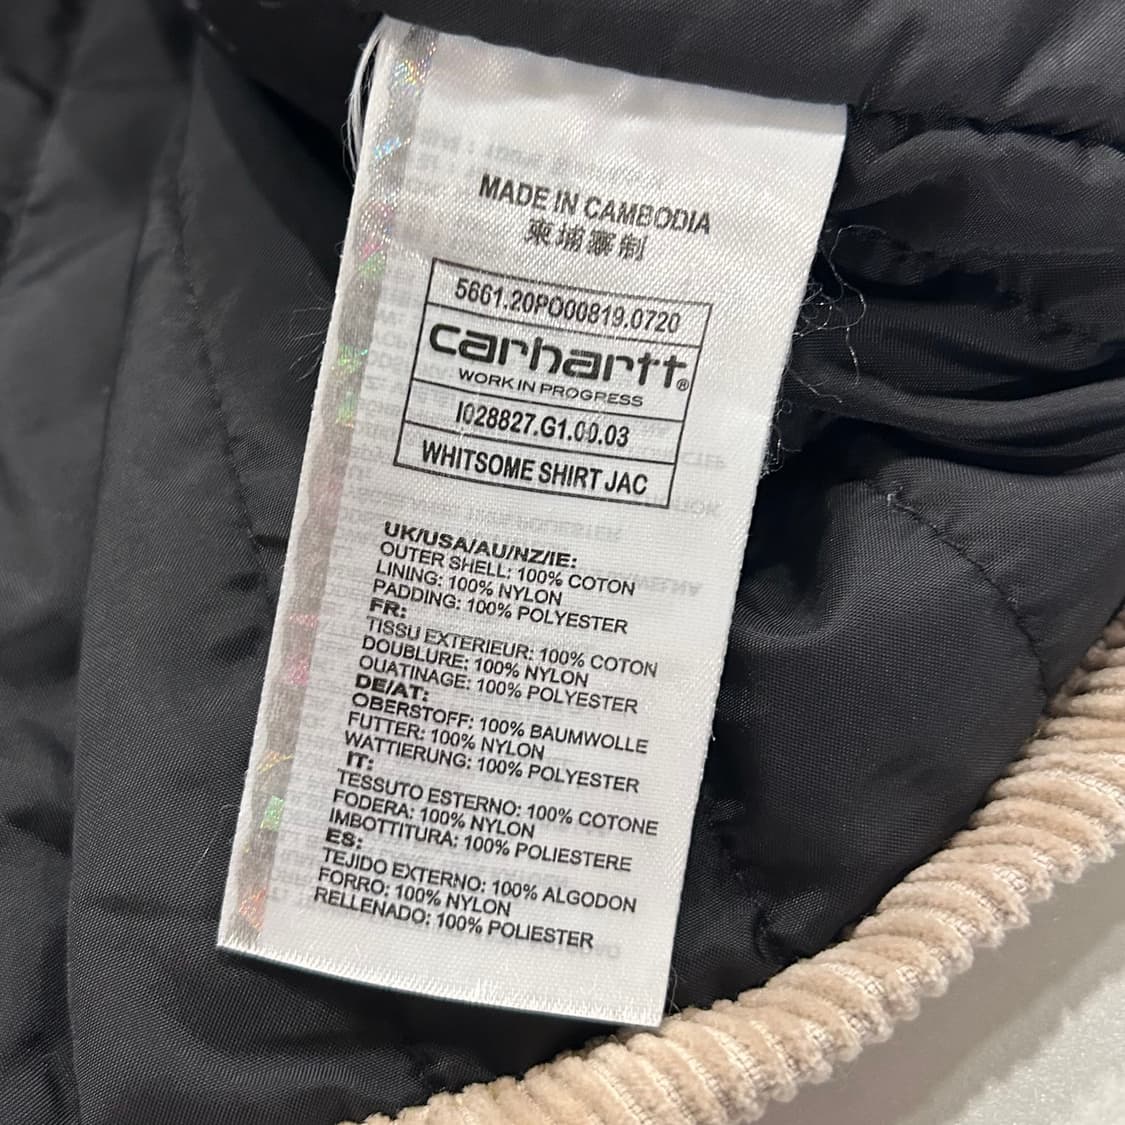 MADE IN CAMBODIA
柬埔寨制
5661.20PO00819.0720
carhartt®
WORK IN PROGRESS
I028827.G1.00.03
WHITSOME SHIRT JAC
UK/USA/AU/NZ/IE:
OUTER SHELL: 100% COTON
LINING: 100% NYLON
PADDING: 100% POLYESTER
FR:
TISSU EXTERIEUR: 100% COTON
DOUBLURE: 100% NYLON
OUATINAGE: 100% POLYESTER
DE/AT:
OBERSTOFF: 100% BAUMWOLLE
FUTTER: 100% NYLON
WATTIERUNG: 100% POLYESTER
IT:
TESSUTO ESTERNO: 100% COTONE
FODERA: 100% NYLON
IMBOTTITURA: 100% POLIESTERE
ES:
TEJIDO EXTERNO: 100% ALGODON
FORRO: 100% NYLON
RELLENADO: 100% POLIESTER